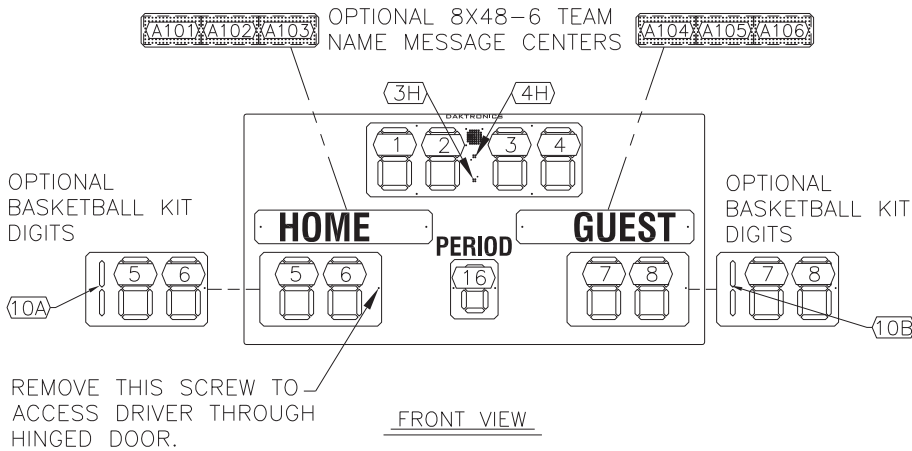 A101 A102 A103
OPTIONAL 8X48-6 TEAM
NAME MESSAGE CENTERS
A104 A105 A106
3H
4H
DAKTRONICS
1 2 3 4
OPTIONAL
BASKETBALL KIT
DIGITS
OPTIONAL
BASKETBALL KIT
DIGITS
HOME
GUEST
PERIOD
5 6
5 6
16
7 8
7 8
10A
10B
REMOVE THIS SCREW TO
ACCESS DRIVER THROUGH
HINGED DOOR.
FRONT VIEW